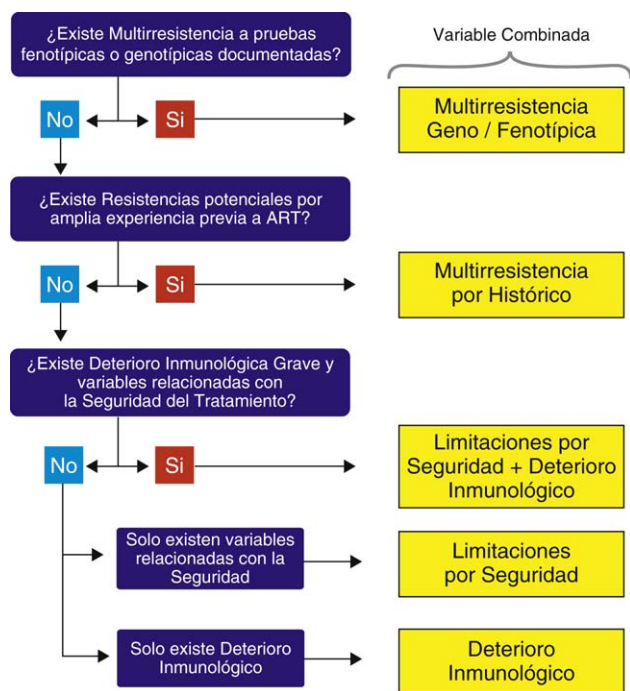 ¿Existe Multirresistencia a pruebas
fenotípicas o genotípicas documentadas?
Variable Combinada
No
Si
Multirresistencia
Geno / Fenotípica
¿Existe Resistencias potenciales por
amplia experiencia previa a ART?
No
Si
Multirresistencia
por Histórico
¿Existe Deterioro Inmunológica Grave y
variables relacionadas con
la Seguridad del Tratamiento?
No
Si
Limitaciones por
Seguridad + Deterioro
Inmunológico
Solo existen variables
relacionadas con la
Seguridad
Limitaciones
por Seguridad
Solo existe Deterioro
Inmunológico
Deterioro
Inmunológico